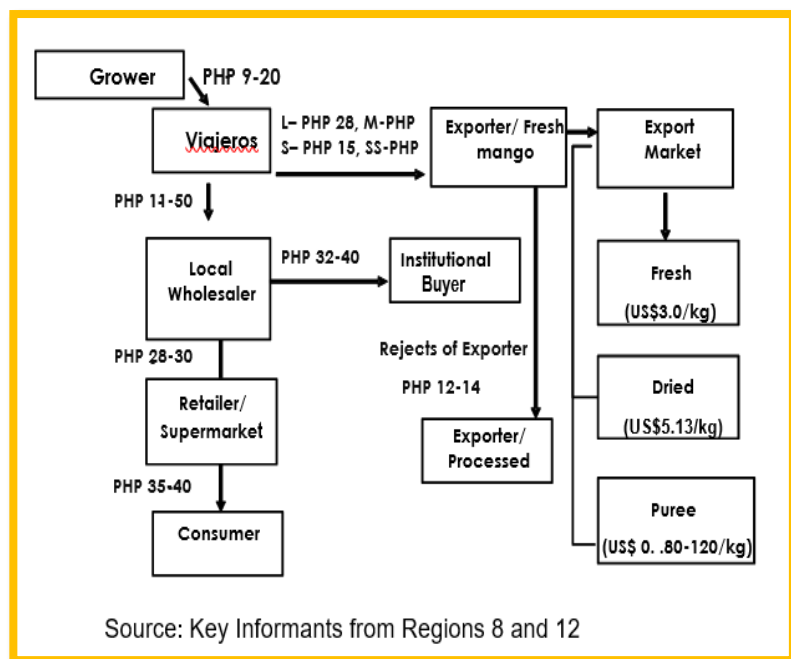 Grower
PHP 9-20
Viajeros
L– PHP 28, M-PHP
S– PHP 15, SS-PHP
Exporter/ Fresh
mango
Export
Market
PHP 11-50
Local
Wholesaler
PHP 32-40
Institutional
Buyer
Fresh
(US$3.0/kg)
PHP 28-30
Rejects of Exporter
PHP 12-14
Dried
(US$5.13/kg)
Retailer/
Supermarket
Exporter/
Processed
PHP 35-40
Consumer
Puree
(US$ 0. .80-120/kg)
Source: Key Informants from Regions 8 and 12